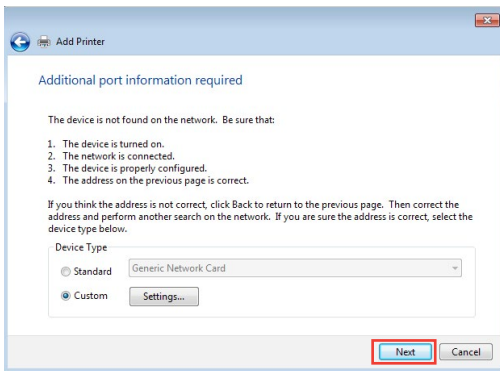 Add Printer
Additional port information required
The device is not found on the network. Be sure that:
1. The device is turned on.
2. The network is connected.
3. The device is properly configured.
4. The address on the previous page is correct.
If you think the address is not correct, click Back to return to the previous page. Then correct the
address and perform another search on the network. If you are sure the address is correct, select the
device type below.
Device Type
Standard Generic Network Card
Custom Settings...
Next Cancel